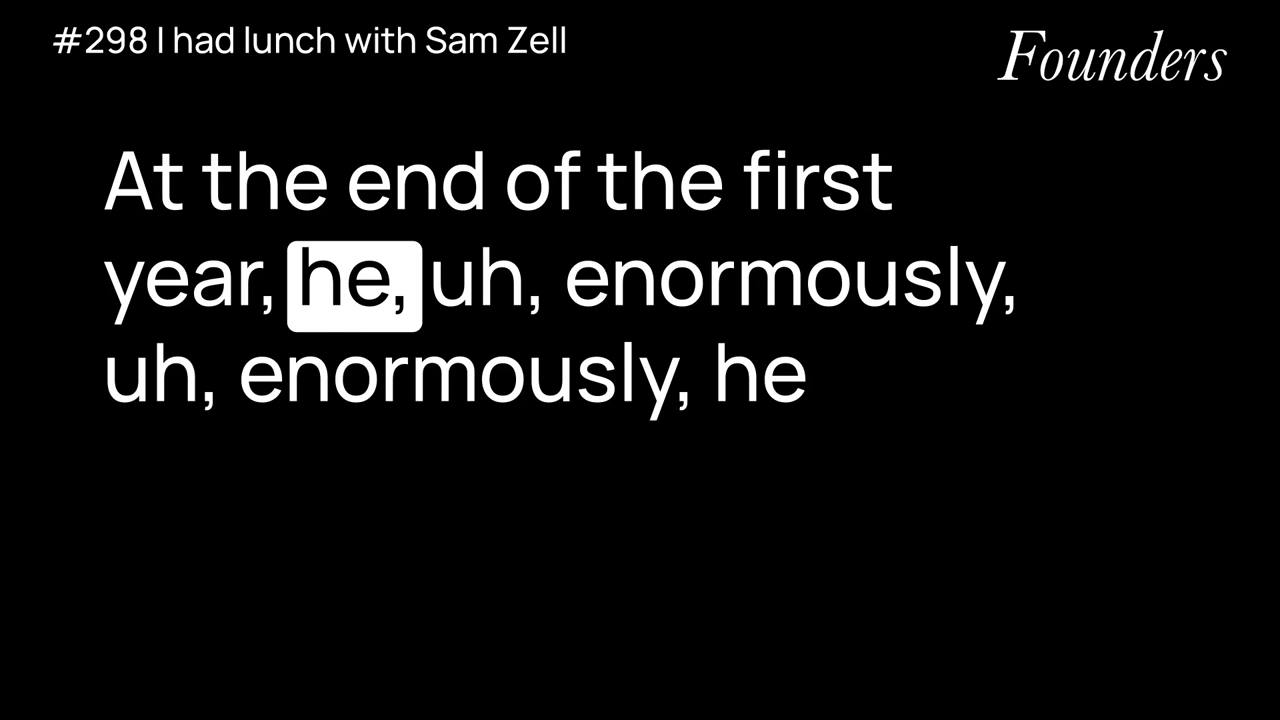 #298 I had lunch with Sam Zell
Founders
At the end of the first
year, he, uh, enormously,
uh, enormously, he